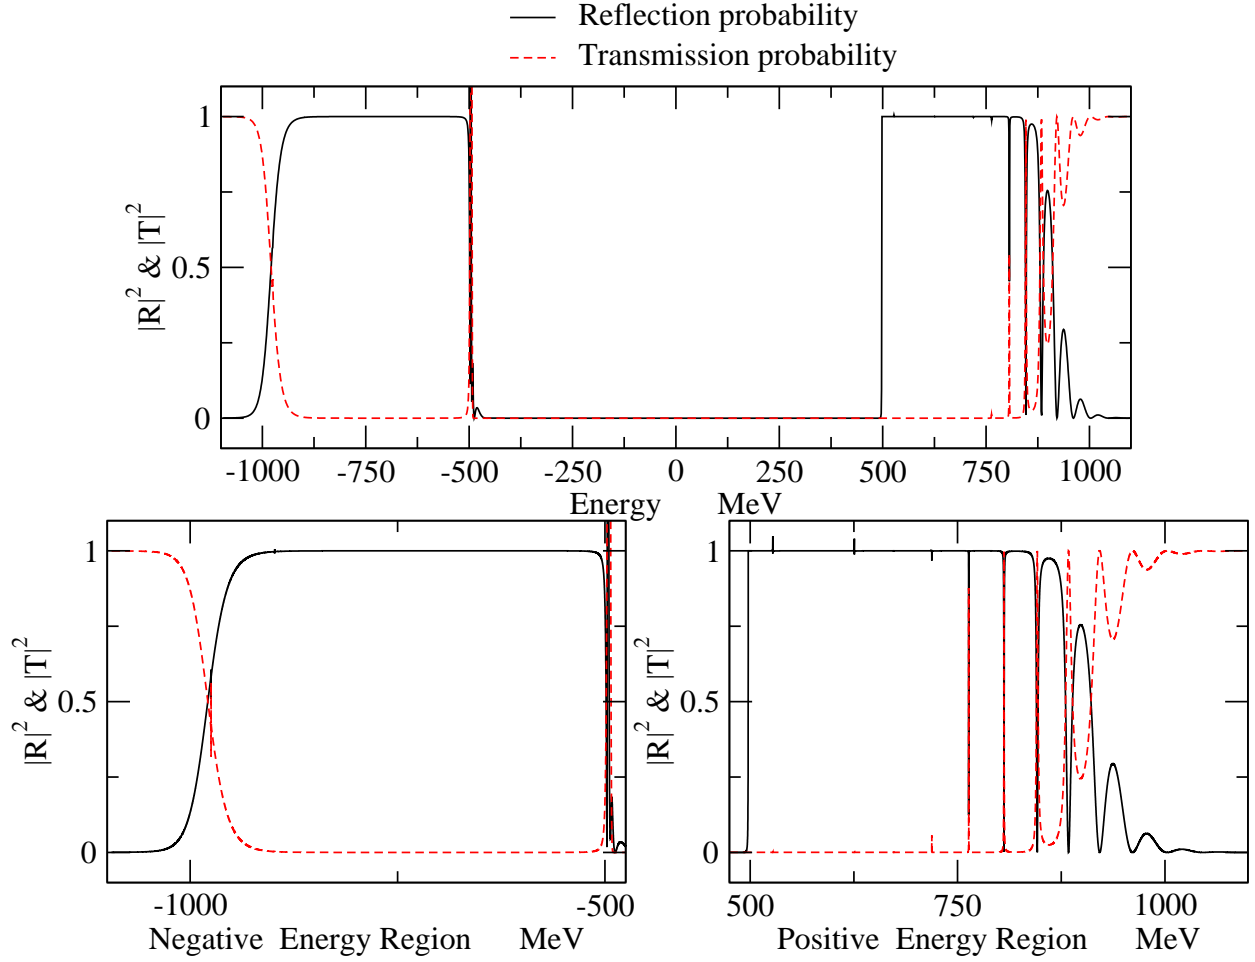 Reflection probability
Transmission probability
|R|^2 & |T|^2
1
0.5
0
-1000 -750 -500 -250 0 250 500 750 1000
Energy MeV
|R|^2 & |T|^2
1
0.5
0
-1000 -500
Negative Energy Region MeV
|R|^2 & |T|^2
1
0.5
0
500 750 1000
Positive Energy Region MeV